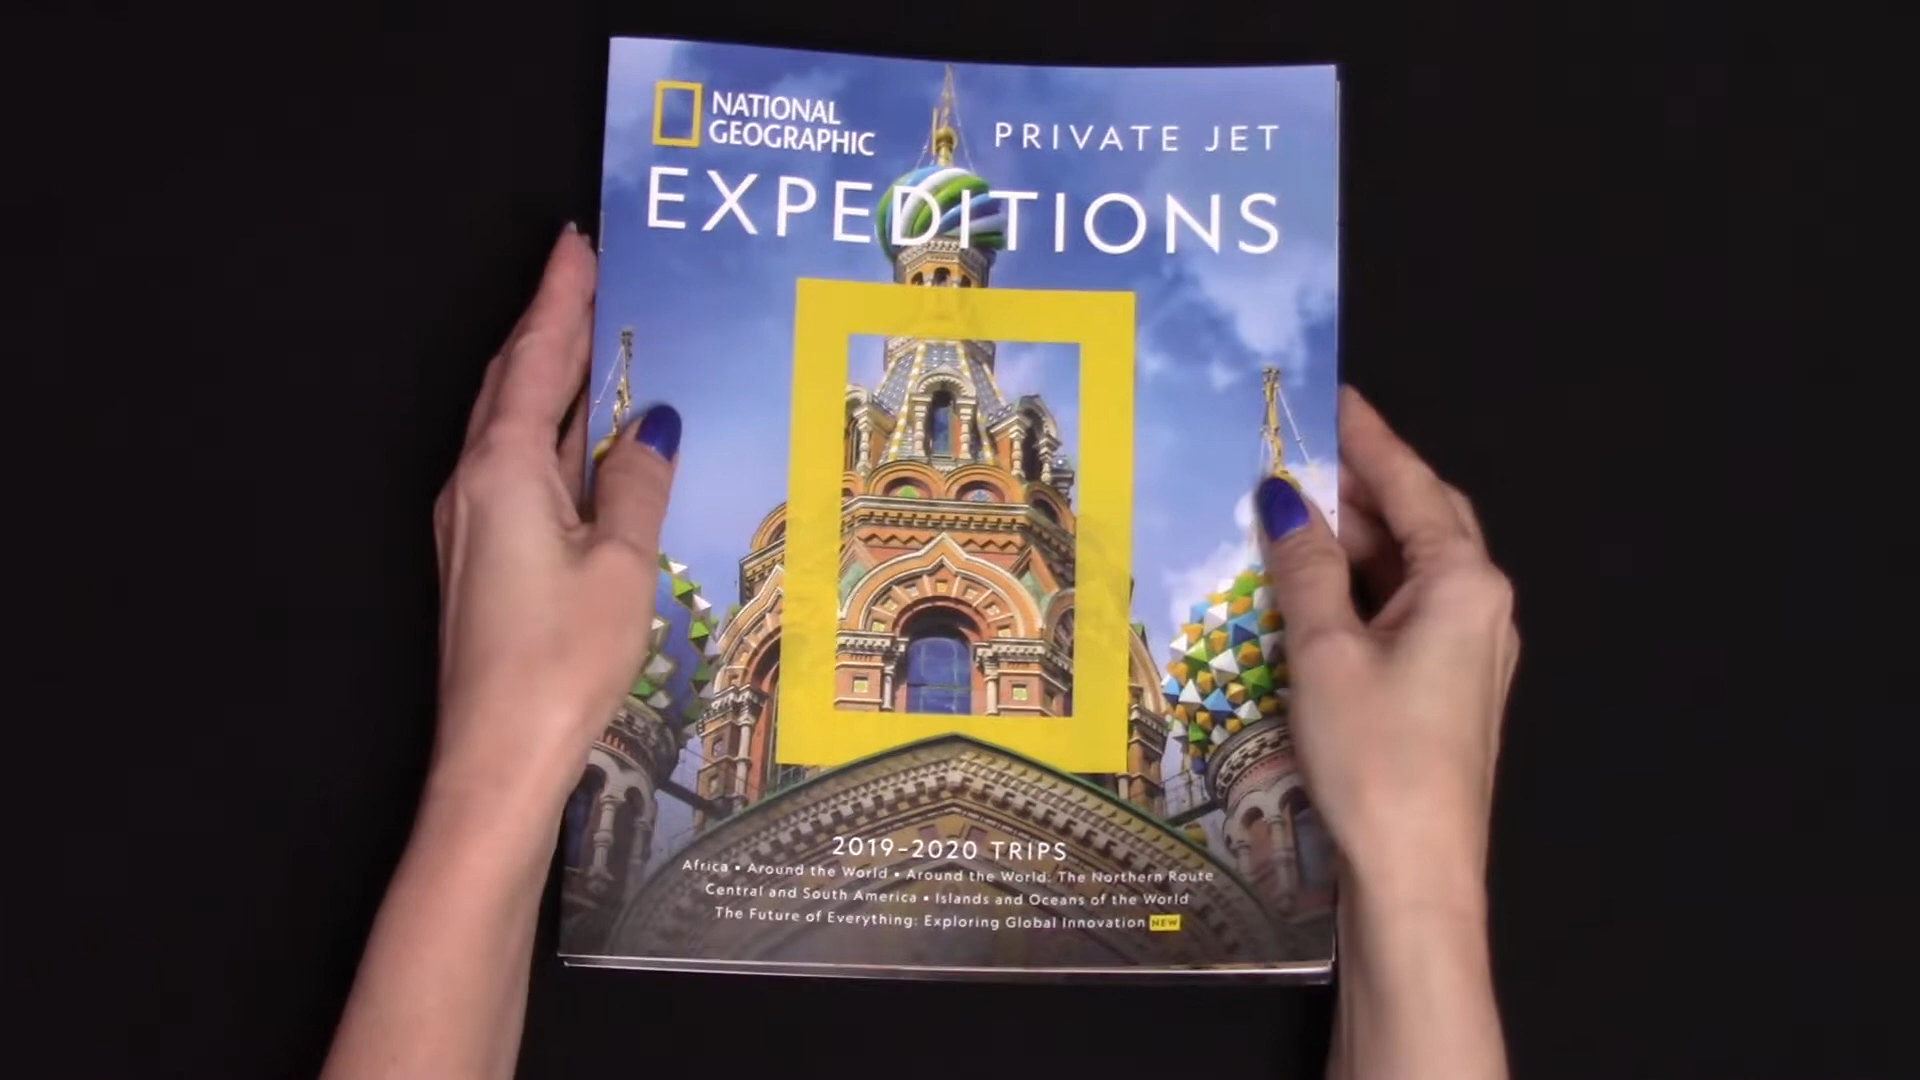 NATIONAL
GEOGRAPHIC
PRIVATE JET
EXPEDITIONS
2019-2020 TRIPS
Africa • Around the World • Around the World: The Northern Route
Central and South America • Islands and Oceans of the World
The Future of Everything: Exploring Global Innovation NEW